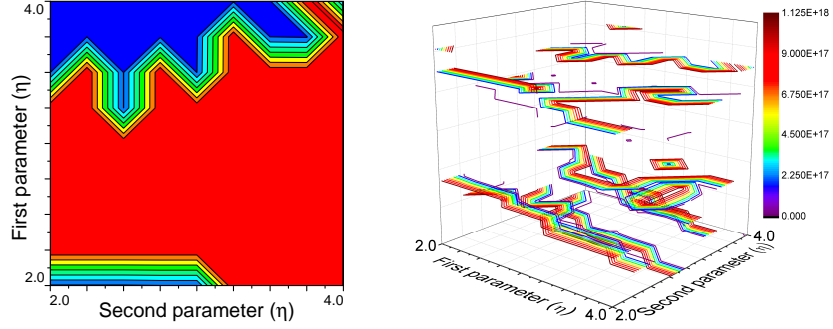 4.0
First parameter (η)
2.0
2.0
4.0
Second parameter (η)
1.125E+18
9.000E+17
6.750E+17
4.500E+17
2.250E+17
0.000
2.0
First parameter (η)
4.0
2.0
Second parameter (η)
4.0